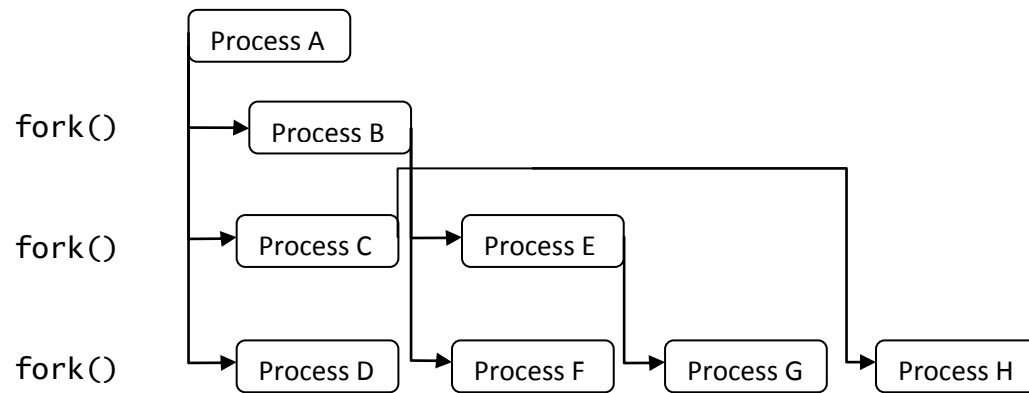 Process A
fork() Process B
fork() Process C Process E
fork() Process D Process F Process G Process H